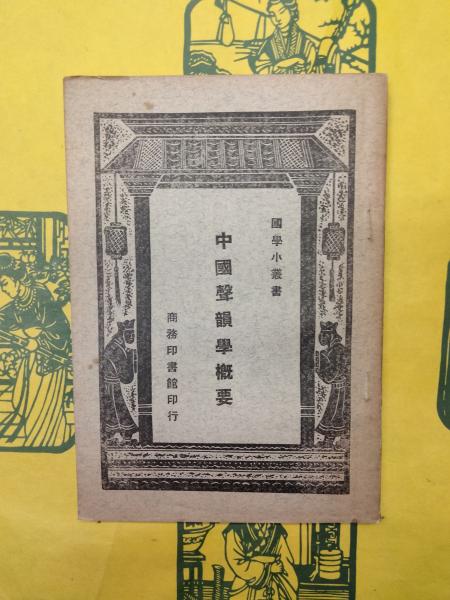 國學小叢書
中國聲韻學概要
商務印書館印行